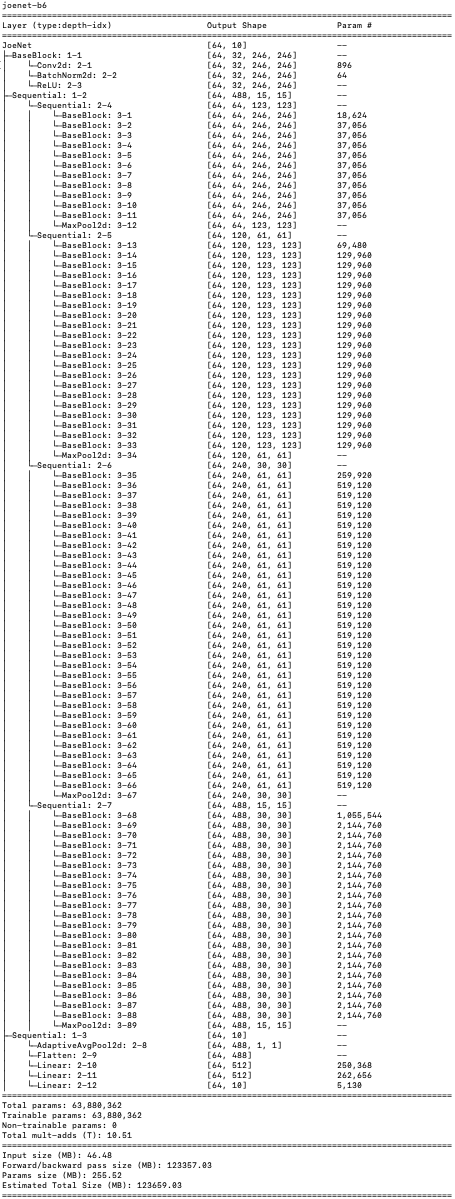 joenet-b6
====================================================================================================
Layer (type:depth-idx)                   Output Shape              Param #
====================================================================================================
JoeNet                                   [64, 10]                  --
├─BaseBlock: 1-1                         [64, 32, 246, 246]        --
│    └─Conv2d: 2-1                       [64, 32, 246, 246]        896
│    └─BatchNorm2d: 2-2                  [64, 32, 246, 246]        64
│    └─ReLU: 2-3                         [64, 32, 246, 246]        --
├─Sequential: 1-2                        [64, 488, 15, 15]         --
│    └─Sequential: 2-4                   [64, 64, 123, 123]        --
│    │    └─BaseBlock: 3-1               [64, 64, 246, 246]        18,624
│    │    └─BaseBlock: 3-2               [64, 64, 246, 246]        37,056
│    │    └─BaseBlock: 3-3               [64, 64, 246, 246]        37,056
│    │    └─BaseBlock: 3-4               [64, 64, 246, 246]        37,056
│    │    └─BaseBlock: 3-5               [64, 64, 246, 246]        37,056
│    │    └─BaseBlock: 3-6               [64, 64, 246, 246]        37,056
│    │    └─BaseBlock: 3-7               [64, 64, 246, 246]        37,056
│    │    └─BaseBlock: 3-8               [64, 64, 246, 246]        37,056
│    │    └─BaseBlock: 3-9               [64, 64, 246, 246]        37,056
│    │    └─BaseBlock: 3-10              [64, 64, 246, 246]        37,056
│    │    └─BaseBlock: 3-11              [64, 64, 246, 246]        37,056
│    │    └─MaxPool2d: 3-12              [64, 64, 123, 123]        --
│    └─Sequential: 2-5                   [64, 120, 61, 61]         --
│    │    └─BaseBlock: 3-13              [64, 120, 123, 123]       69,480
│    │    └─BaseBlock: 3-14              [64, 120, 123, 123]       129,960
│    │    └─BaseBlock: 3-15              [64, 120, 123, 123]       129,960
│    │    └─BaseBlock: 3-16              [64, 120, 123, 123]       129,960
│    │    └─BaseBlock: 3-17              [64, 120, 123, 123]       129,960
│    │    └─BaseBlock: 3-18              [64, 120, 123, 123]       129,960
│    │    └─BaseBlock: 3-19              [64, 120, 123, 123]       129,960
│    │    └─BaseBlock: 3-20              [64, 120, 123, 123]       129,960
│    │    └─BaseBlock: 3-21              [64, 120, 123, 123]       129,960
│    │    └─BaseBlock: 3-22              [64, 120, 123, 123]       129,960
│    │    └─BaseBlock: 3-23              [64, 120, 123, 123]       129,960
│    │    └─BaseBlock: 3-24              [64, 120, 123, 123]       129,960
│    │    └─BaseBlock: 3-25              [64, 120, 123, 123]       129,960
│    │    └─BaseBlock: 3-26              [64, 120, 123, 123]       129,960
│    │    └─BaseBlock: 3-27              [64, 120, 123, 123]       129,960
│    │    └─BaseBlock: 3-28              [64, 120, 123, 123]       129,960
│    │    └─BaseBlock: 3-29              [64, 120, 123, 123]       129,960
│    │    └─BaseBlock: 3-30              [64, 120, 123, 123]       129,960
│    │    └─BaseBlock: 3-31              [64, 120, 123, 123]       129,960
│    │    └─BaseBlock: 3-32              [64, 120, 123, 123]       129,960
│    │    └─BaseBlock: 3-33              [64, 120, 123, 123]       129,960
│    │    └─MaxPool2d: 3-34              [64, 120, 61, 61]         --
│    └─Sequential: 2-6                   [64, 240, 30, 30]         --
│    │    └─BaseBlock: 3-35              [64, 240, 61, 61]         259,920
│    │    └─BaseBlock: 3-36              [64, 240, 61, 61]         519,120
│    │    └─BaseBlock: 3-37              [64, 240, 61, 61]         519,120
│    │    └─BaseBlock: 3-38              [64, 240, 61, 61]         519,120
│    │    └─BaseBlock: 3-39              [64, 240, 61, 61]         519,120
│    │    └─BaseBlock: 3-40              [64, 240, 61, 61]         519,120
│    │    └─BaseBlock: 3-41              [64, 240, 61, 61]         519,120
│    │    └─BaseBlock: 3-42              [64, 240, 61, 61]         519,120
│    │    └─BaseBlock: 3-43              [64, 240, 61, 61]         519,120
│    │    └─BaseBlock: 3-44              [64, 240, 61, 61]         519,120
│    │    └─BaseBlock: 3-45              [64, 240, 61, 61]         519,120
│    │    └─BaseBlock: 3-46              [64, 240, 61, 61]         519,120
│    │    └─BaseBlock: 3-47              [64, 240, 61, 61]         519,120
│    │    └─BaseBlock: 3-48              [64, 240, 61, 61]         519,120
│    │    └─BaseBlock: 3-49              [64, 240, 61, 61]         519,120
│    │    └─BaseBlock: 3-50              [64, 240, 61, 61]         519,120
│    │    └─BaseBlock: 3-51              [64, 240, 61, 61]         519,120
│    │    └─BaseBlock: 3-52              [64, 240, 61, 61]         519,120
│    │    └─BaseBlock: 3-53              [64, 240, 61, 61]         519,120
│    │    └─BaseBlock: 3-54              [64, 240, 61, 61]         519,120
│    │    └─BaseBlock: 3-55              [64, 240, 61, 61]         519,120
│    │    └─BaseBlock: 3-56              [64, 240, 61, 61]         519,120
│    │    └─BaseBlock: 3-57              [64, 240, 61, 61]         519,120
│    │    └─BaseBlock: 3-58              [64, 240, 61, 61]         519,120
│    │    └─BaseBlock: 3-59              [64, 240, 61, 61]         519,120
│    │    └─BaseBlock: 3-60              [64, 240, 61, 61]         519,120
│    │    └─BaseBlock: 3-61              [64, 240, 61, 61]         519,120
│    │    └─BaseBlock: 3-62              [64, 240, 61, 61]         519,120
│    │    └─BaseBlock: 3-63              [64, 240, 61, 61]         519,120
│    │    └─BaseBlock: 3-64              [64, 240, 61, 61]         519,120
│    │    └─BaseBlock: 3-65              [64, 240, 61, 61]         519,120
│    │    └─BaseBlock: 3-66              [64, 240, 61, 61]         519,120
│    │    └─MaxPool2d: 3-67              [64, 240, 30, 30]         --
│    └─Sequential: 2-7                   [64, 488, 15, 15]         --
│    │    └─BaseBlock: 3-68              [64, 488, 30, 30]         1,055,544
│    │    └─BaseBlock: 3-69              [64, 488, 30, 30]         2,144,760
│    │    └─BaseBlock: 3-70              [64, 488, 30, 30]         2,144,760
│    │    └─BaseBlock: 3-71              [64, 488, 30, 30]         2,144,760
│    │    └─BaseBlock: 3-72              [64, 488, 30, 30]         2,144,760
│    │    └─BaseBlock: 3-73              [64, 488, 30, 30]         2,144,760
│    │    └─BaseBlock: 3-74              [64, 488, 30, 30]         2,144,760
│    │    └─BaseBlock: 3-75              [64, 488, 30, 30]         2,144,760
│    │    └─BaseBlock: 3-76              [64, 488, 30, 30]         2,144,760
│    │    └─BaseBlock: 3-77              [64, 488, 30, 30]         2,144,760
│    │    └─BaseBlock: 3-78              [64, 488, 30, 30]         2,144,760
│    │    └─BaseBlock: 3-79              [64, 488, 30, 30]         2,144,760
│    │    └─BaseBlock: 3-80              [64, 488, 30, 30]         2,144,760
│    │    └─BaseBlock: 3-81              [64, 488, 30, 30]         2,144,760
│    │    └─BaseBlock: 3-82              [64, 488, 30, 30]         2,144,760
│    │    └─BaseBlock: 3-83              [64, 488, 30, 30]         2,144,760
│    │    └─BaseBlock: 3-84              [64, 488, 30, 30]         2,144,760
│    │    └─BaseBlock: 3-85              [64, 488, 30, 30]         2,144,760
│    │    └─BaseBlock: 3-86              [64, 488, 30, 30]         2,144,760
│    │    └─BaseBlock: 3-87              [64, 488, 30, 30]         2,144,760
│    │    └─BaseBlock: 3-88              [64, 488, 30, 30]         2,144,760
│    │    └─MaxPool2d: 3-89              [64, 488, 15, 15]         --
├─Sequential: 1-3                        [64, 10]                  --
│    └─AdaptiveAvgPool2d: 2-8            [64, 488, 1, 1]           --
│    └─Flatten: 2-9                      [64, 488]                 --
│    └─Linear: 2-10                      [64, 512]                 250,368
│    └─Linear: 2-11                      [64, 512]                 262,656
│    └─Linear: 2-12                      [64, 10]                  5,130
====================================================================================================
Total params: 63,880,362
Trainable params: 63,880,362
Non-trainable params: 0
Total mult-adds (T): 10.51
====================================================================================================
Input size (MB): 46.48
Forward/backward pass size (MB): 123357.03
Params size (MB): 255.52
Estimated Total Size (MB): 123659.03
====================================================================================================